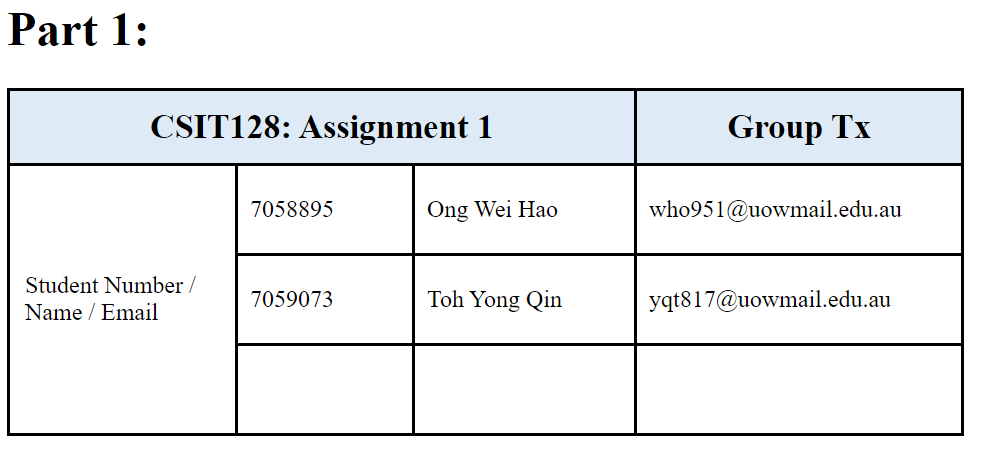 Part 1:
CSIT128: Assignment 1 Group Tx
7058895 Ong Wei Hao who951@uowmail.edu.au
Student Number /
Name / Email
7059073 Toh Yong Qin yqt817@uowmail.edu.au